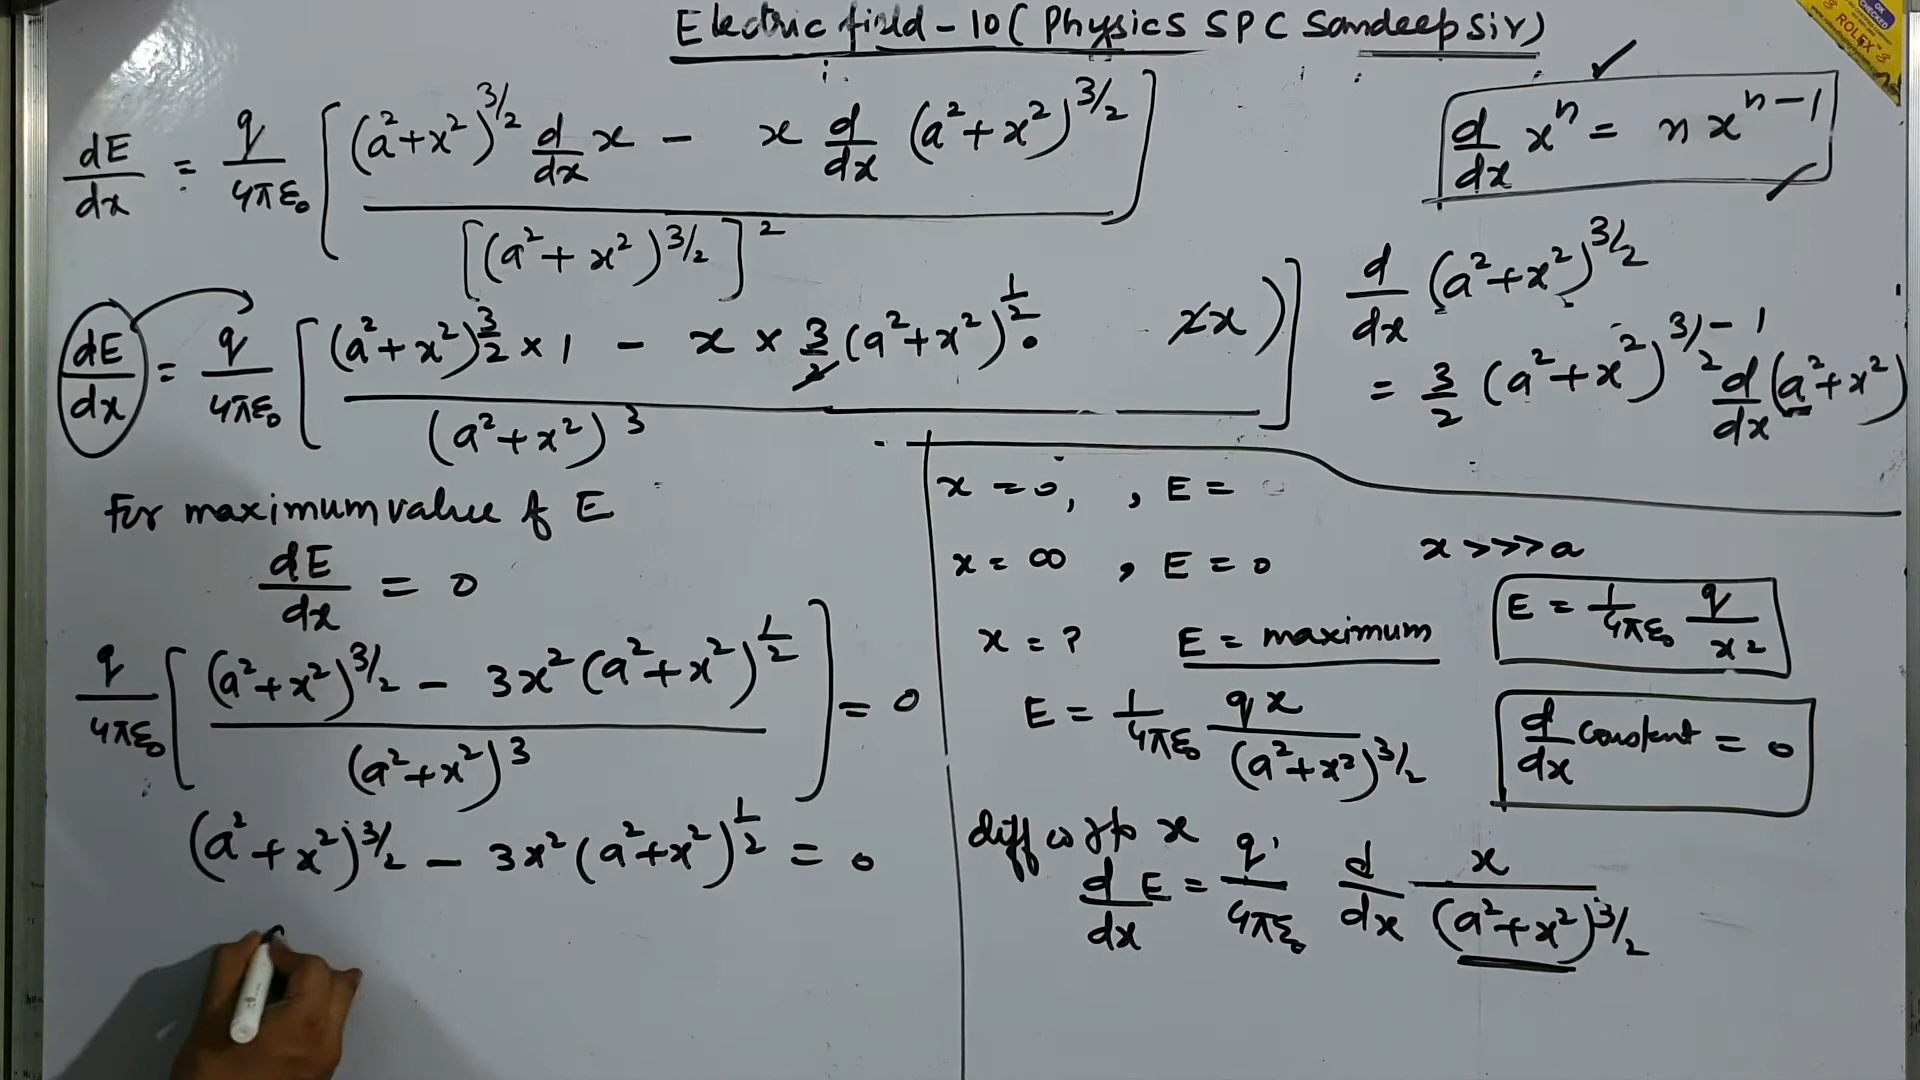 Electric field - 10 (Physics SPC Sandeep Sir)
dE/dx = q/4πε₀ [ (a²+x²)^3/2 d/dx x - x d/dx (a²+x²)^3/2 / [(a²+x²)^3/2]² ]
dE/dx = q/4πε₀ [ (a²+x²)^3/2 × 1 - x × 3/2 (a²+x²)^1/2 . 2x ) / (a²+x²)³ ]
For maximum value of E
dE/dx = 0
q/4πε₀ [ (a²+x²)^3/2 - 3x² (a²+x²)^1/2 / (a²+x²)³ ] = 0
(a²+x²)^3/2 - 3x² (a²+x²)^1/2 = 0
d/dx xⁿ = n x^n-1
d/dx (a²+x²)^3/2
= 3/2 (a²+x²)^3/2-1 d/dx (a²+x²)
x = 0, , E =
x = ∞ , E = 0
x = ? E = maximum
E = 1/4πε₀ qx/(a²+x²)^3/2
diff w r to x
d/dx E = q/4πε₀ d/dx x/(a²+x²)^3/2
x >>> a
E = 1/4πε₀ q/x²
d/dx constent = 0
OK
CHECKED
ROLEX